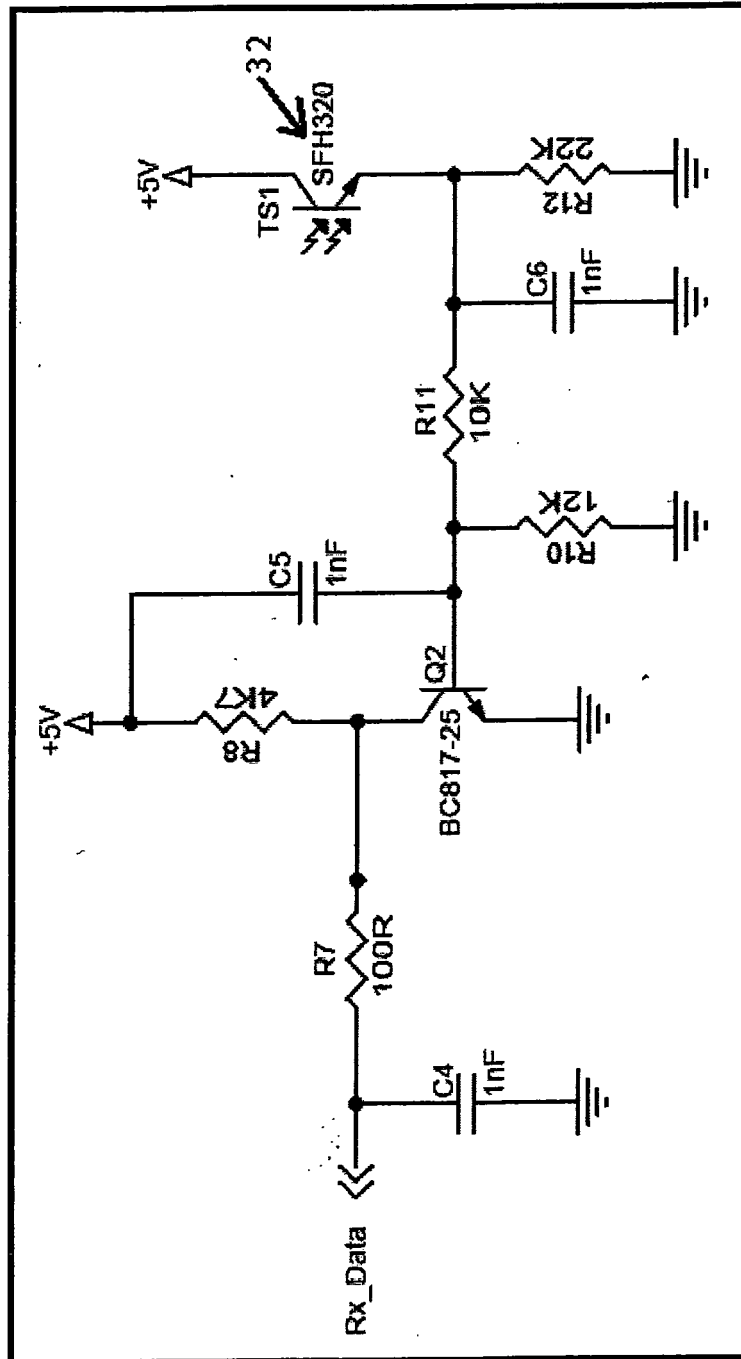 32
SFH320
TS1
+5V
R12
22K
C6
1nF
R11
10K
R10
12K
C5
1nF
+5V
R8
4K7
Q2
BC817-25
R7
100R
C4
1nF
Rx_Data